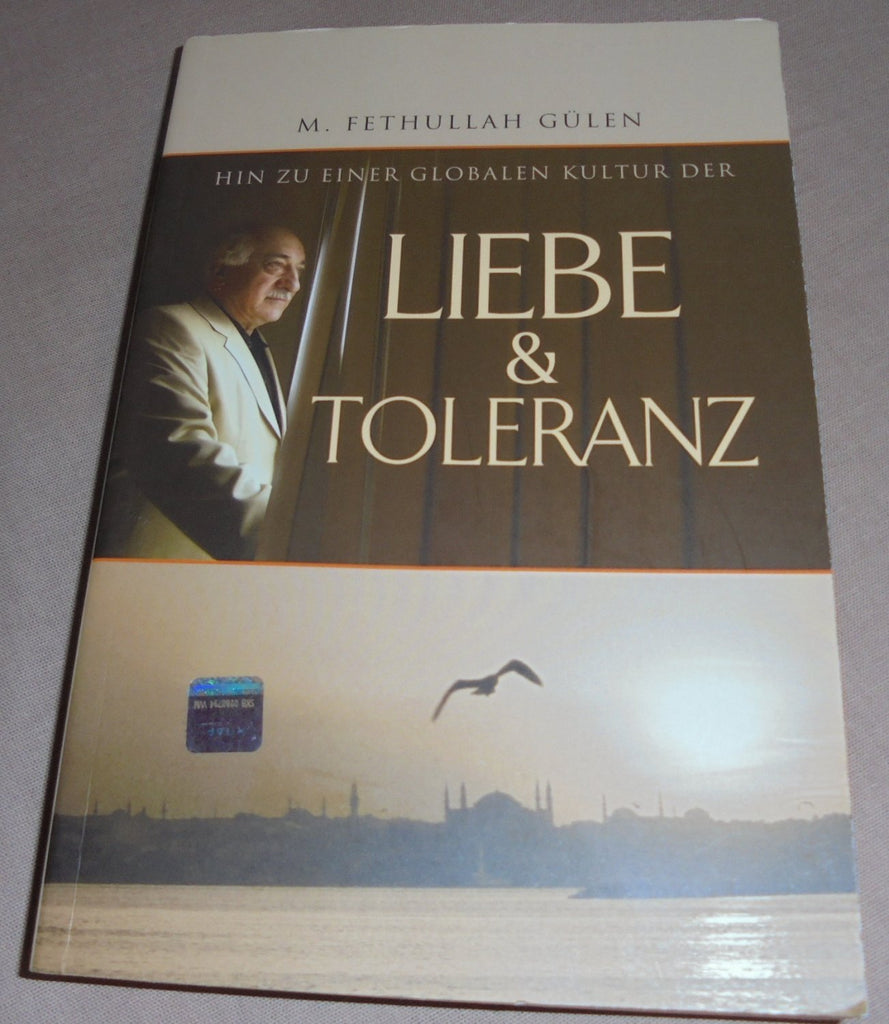 M. FETHULLAH GÜLEN
HIN ZU EINER GLOBALEN KULTUR DER
LIEBE
&
TOLERANZ